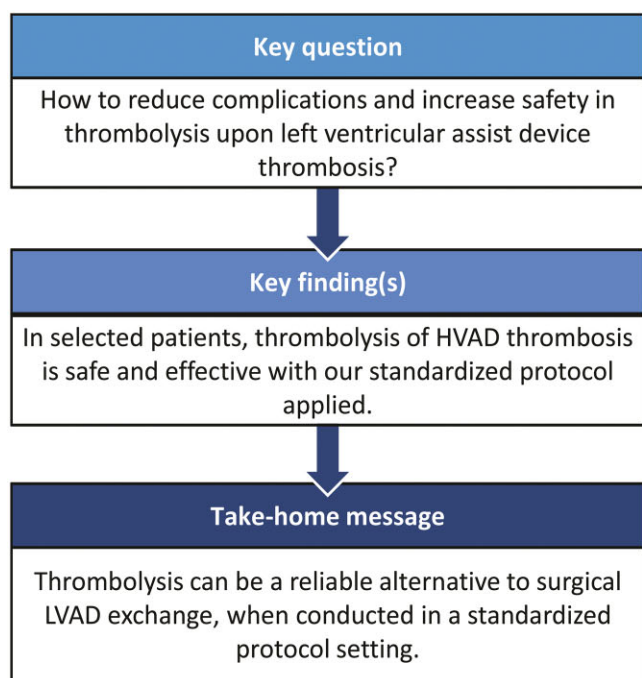 Key question
How to reduce complications and increase safety in
thrombolysis upon left ventricular assist device
thrombosis?
Key finding(s)
In selected patients, thrombolysis of HVAD thrombosis
is safe and effective with our standardized protocol
applied.
Take-home message
Thrombolysis can be a reliable alternative to surgical
LVAD exchange, when conducted in a standardized
protocol setting.